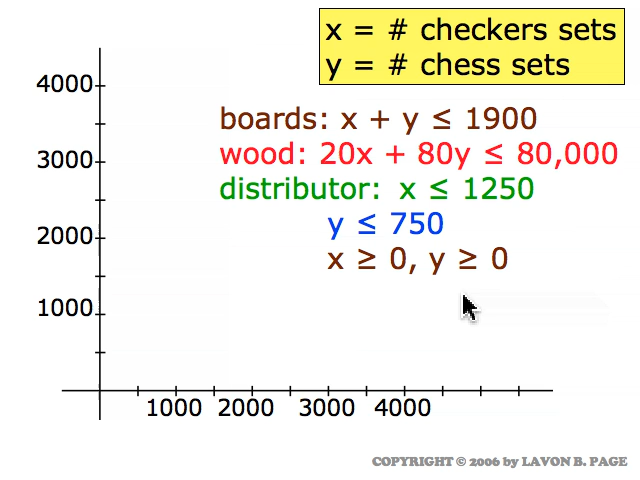 x = # checkers sets
y = # chess sets
4000
boards: x + y ≤ 1900
3000
wood: 20x + 80y ≤ 80,000
distributor: x ≤ 1250
2000
y ≤ 750
x ≥ 0, y ≥ 0
1000
1000 2000 3000 4000
COPYRIGHT © 2006 by LAVON B. PAGE